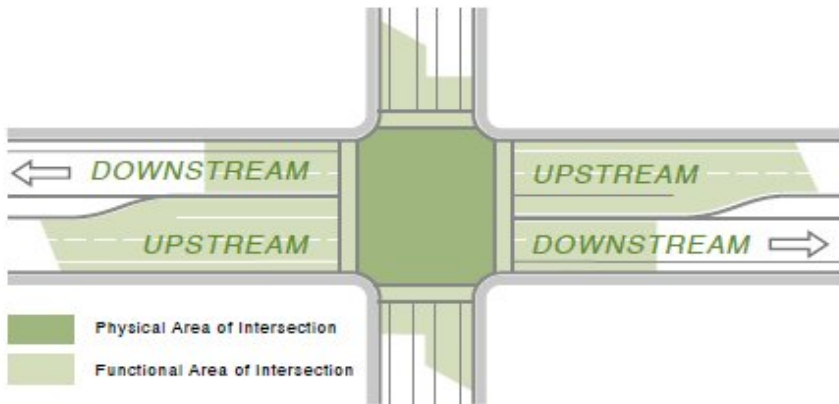 DOWNSTREAM
UPSTREAM
UPSTREAM
DOWNSTREAM
Physical Area of Intersection
Functional Area of Intersection